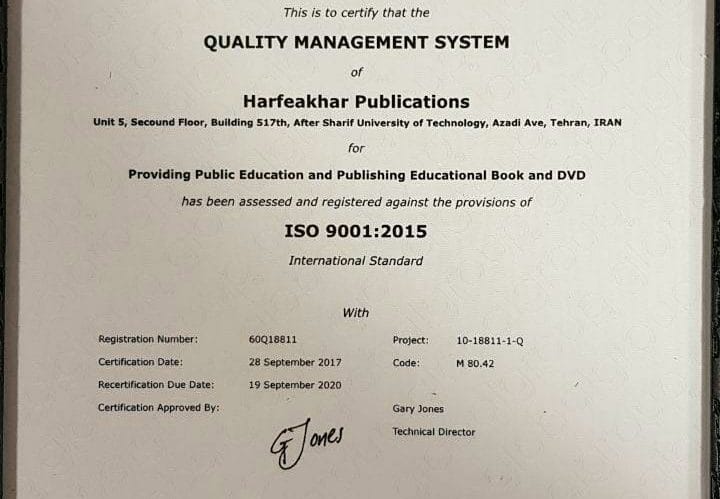 This is to certify that the
QUALITY MANAGEMENT SYSTEM
of
Harfeakhar Publications
Unit 5, Secound Floor, Building 517th, After Sharif University of Technology, Azadi Ave, Tehran, IRAN
for
Providing Public Education and Publishing Educational Book and DVD
has been assessed and registered against the provisions of
ISO 9001:2015
International Standard
With
Registration Number: 60Q18811 Project: 10-18811-1-Q
Certification Date: 28 September 2017 Code: M 80.42
Recertification Due Date: 19 September 2020
Certification Approved By: Gary Jones
G Jones Technical Director